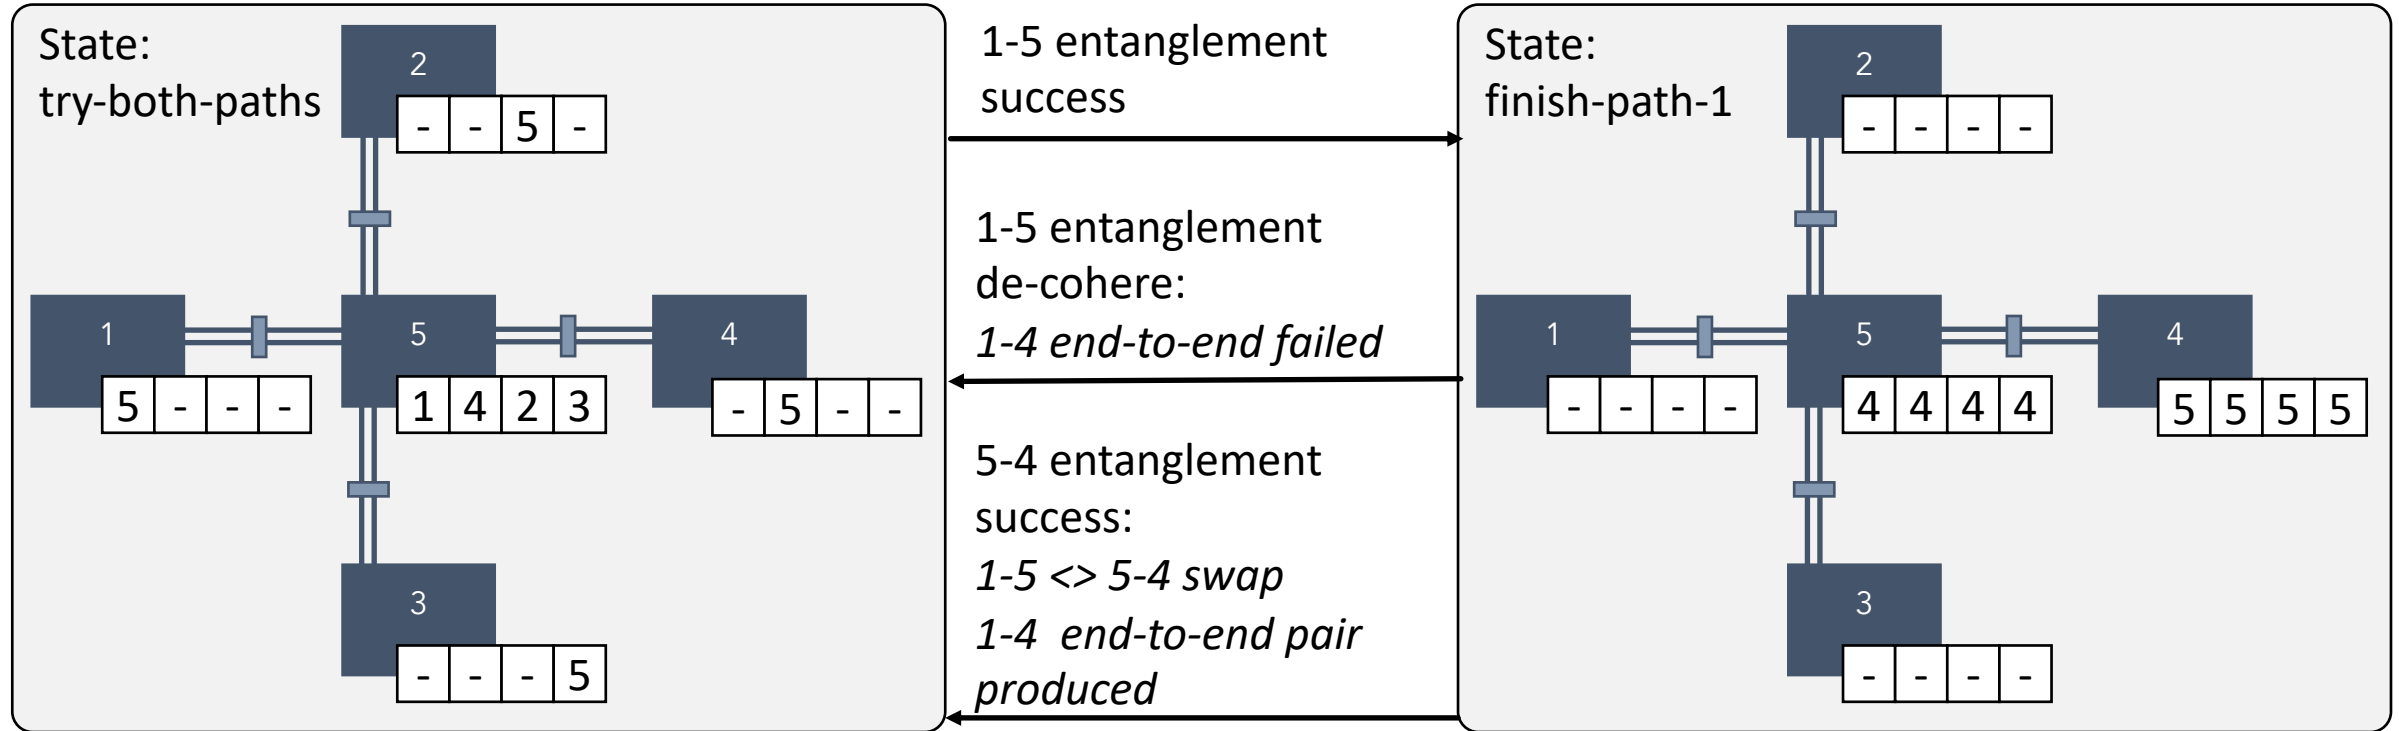 State:
try-both-paths
2
- - 5 -
1
5 - - -
5
1 4 2 3
4
- 5 - -
3
- - - 5
1-5 entanglement
success
1-5 entanglement
de-cohere:
1-4 end-to-end failed
5-4 entanglement
success:
1-5 <> 5-4 swap
1-4 end-to-end pair
produced
State:
finish-path-1
2
- - - -
1
- - - -
5
4 4 4 4
4
5 5 5 5
3
- - - -